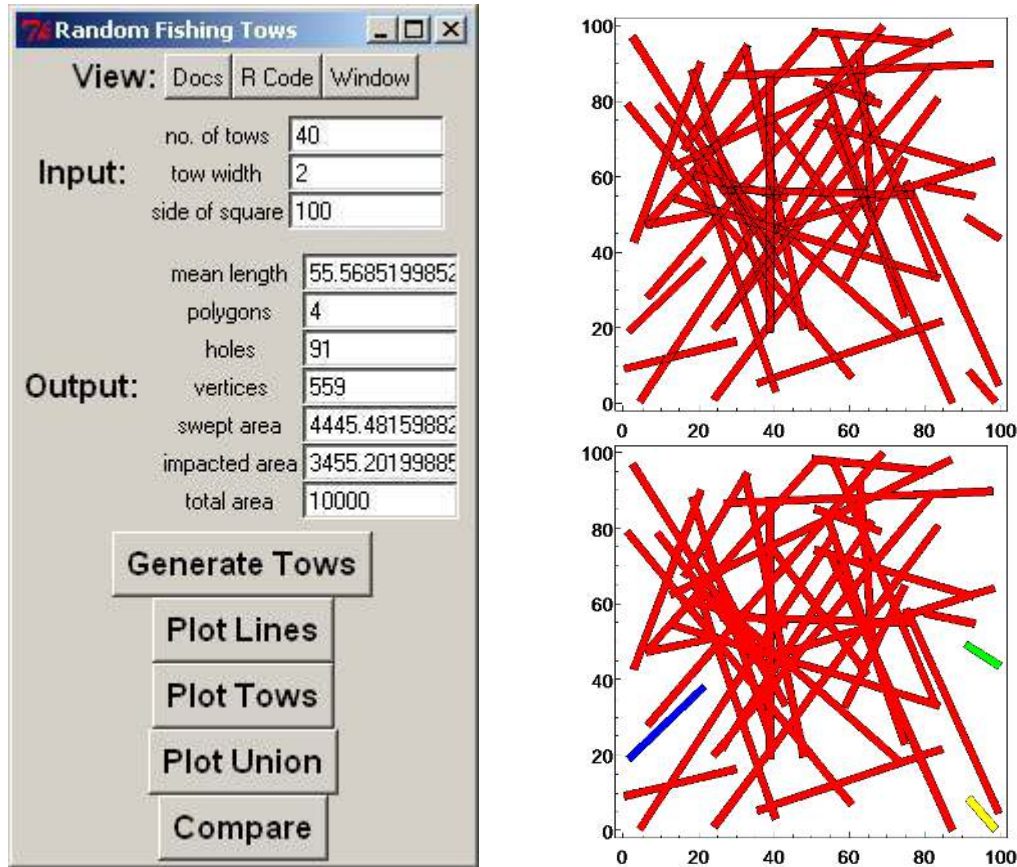 Random Fishing Tows
View: Docs R Code Window
Input:
no. of tows 40
tow width 2
side of square 100
Output:
mean length 55.5685199852
polygons 4
holes 91
vertices 559
swept area 4445.48159882
impacted area 3455.20199885
total area 10000
Generate Tows
Plot Lines
Plot Tows
Plot Union
Compare
100
80
60
40
20
0
0 20 40 60 80 100
100
80
60
40
20
0
0 20 40 60 80 100